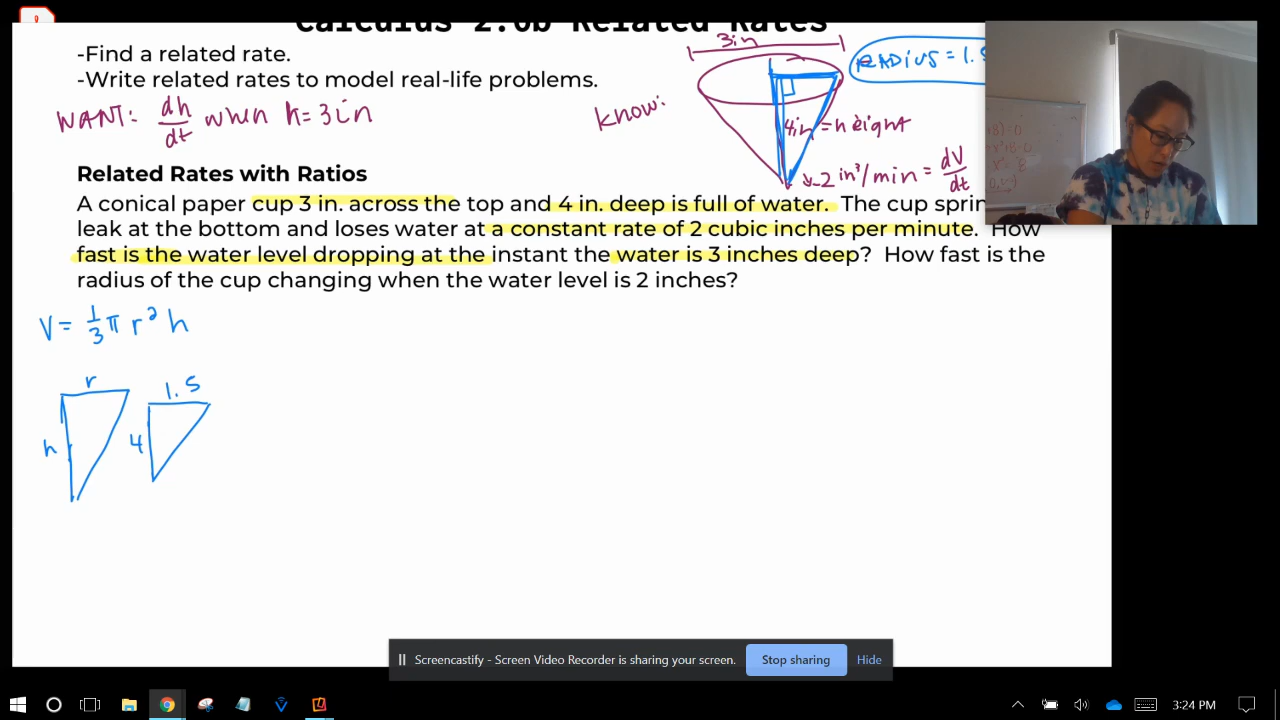 Calculus 2.6b Related Rates
-Find a related rate.
-Write related rates to model real-life problems.
WANT: dh/dt when h=3in
know:
3in
RADIUS = 1.5
4in = height
-2 in³/min = dV/dt
Related Rates with Ratios
A conical paper cup 3 in. across the top and 4 in. deep is full of water. The cup sprin
leak at the bottom and loses water at a constant rate of 2 cubic inches per minute. How
fast is the water level dropping at the instant the water is 3 inches deep? How fast is the
radius of the cup changing when the water level is 2 inches?
V = 1/3 π r² h
r
1.5
h
4
Screencastify - Screen Video Recorder is sharing your screen.
Stop sharing
Hide
3:24 PM